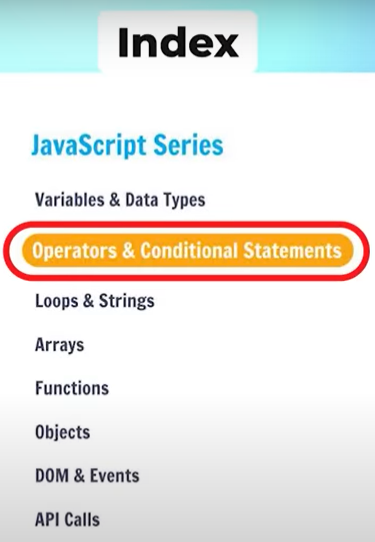 Index
JavaScript Series
Variables & Data Types
Operators & Conditional Statements
Loops & Strings
Arrays
Functions
Objects
DOM & Events
API Calls